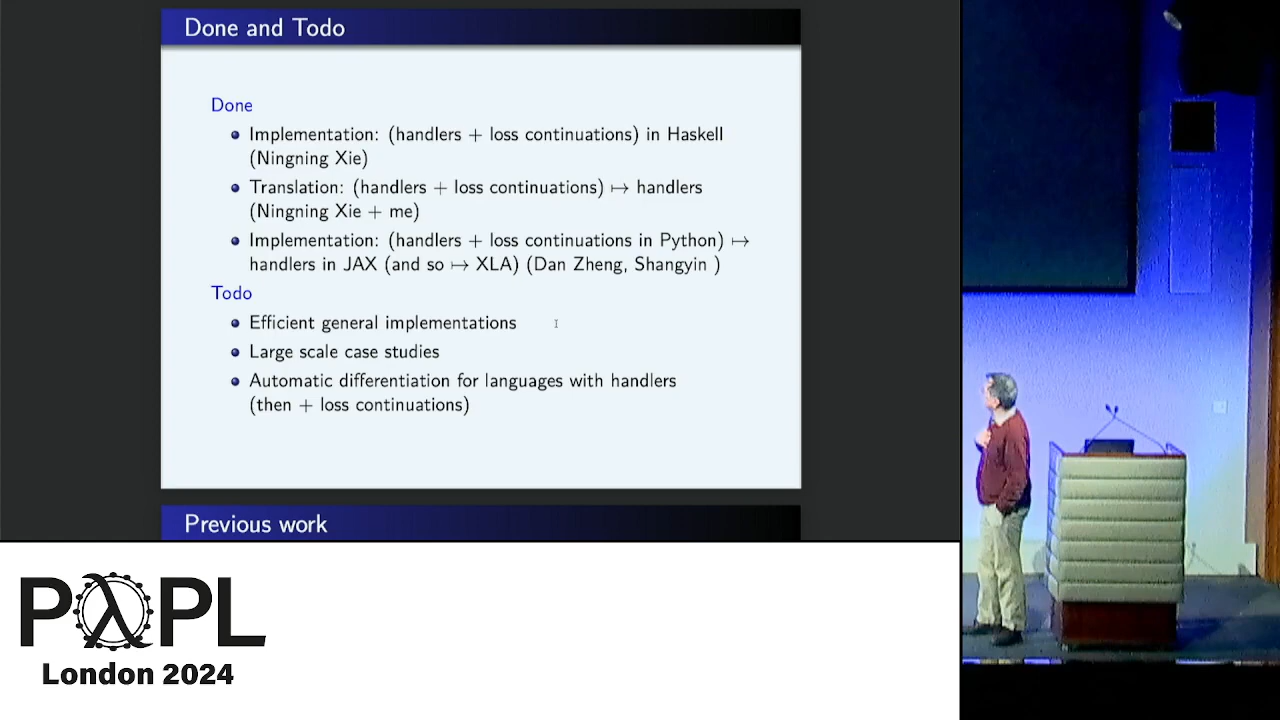 Done and Todo
Done
Implementation: (handlers + loss continuations) in Haskell
(Ningning Xie)
Translation: (handlers + loss continuations) ↦ handlers
(Ningning Xie + me)
Implementation: (handlers + loss continuations in Python) ↦
handlers in JAX (and so ↦ XLA) (Dan Zheng, Shangyin )
Todo
Efficient general implementations
Large scale case studies
Automatic differentiation for languages with handlers
(then + loss continuations)
Previous work
PλPL
London 2024